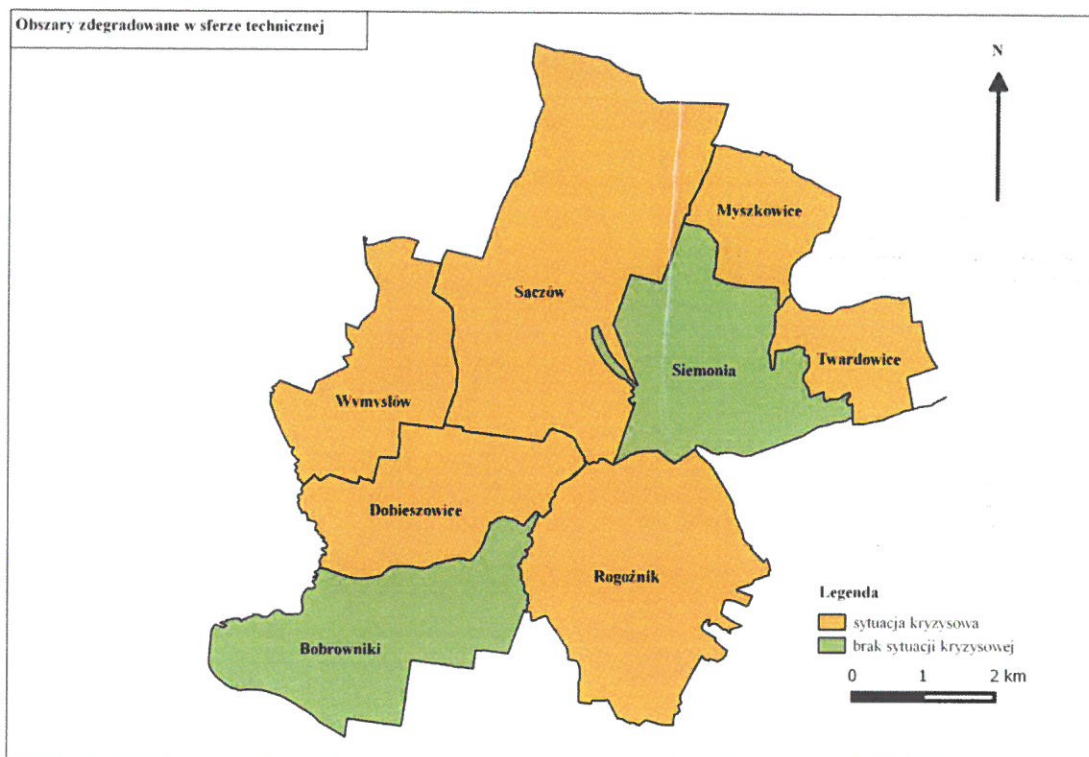 Obszary zdegradowane w sferze technicznej
N
Myszkowice
Sączów
Siemonia
Twardowice
Wymysłów
Dobieszowice
Rogoźnik
Bobrowniki
Legenda
sytuacja kryzysowa
brak sytuacji kryzysowej
0 1 2 km